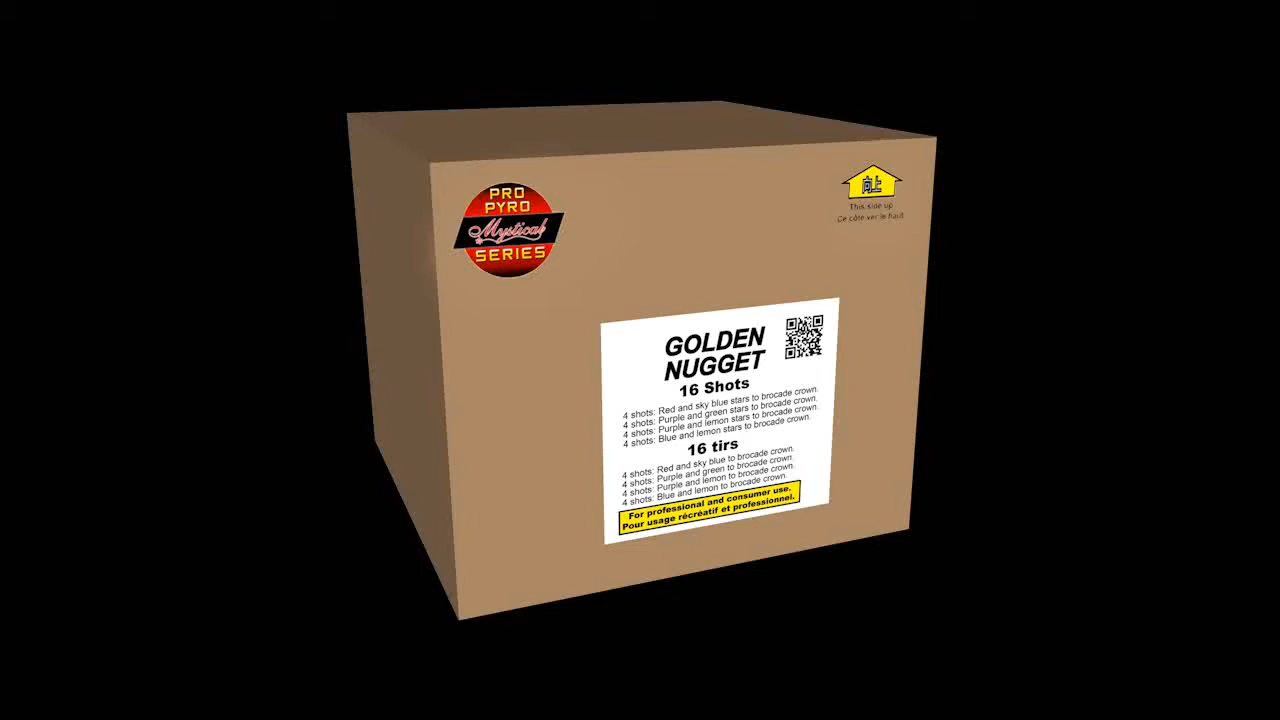 PRO
PYRO
Mystical
SERIES
向上
This side up
Ce côte ver le haut
GOLDEN
NUGGET
16 Shots
4 shots: Red and sky blue stars to brocade crown.
4 shots: Purple and green stars to brocade crown.
4 shots: Purple and lemon stars to brocade crown.
4 shots: Blue and lemon stars to brocade crown.
16 tirs
4 shots: Red and sky blue to brocade crown.
4 shots: Purple and green to brocade crown.
4 shots: Purple and lemon to brocade crown.
4 shots: Blue and lemon to brocade crown.
For professional and consumer use.
Pour usage récréatif et professionnel.